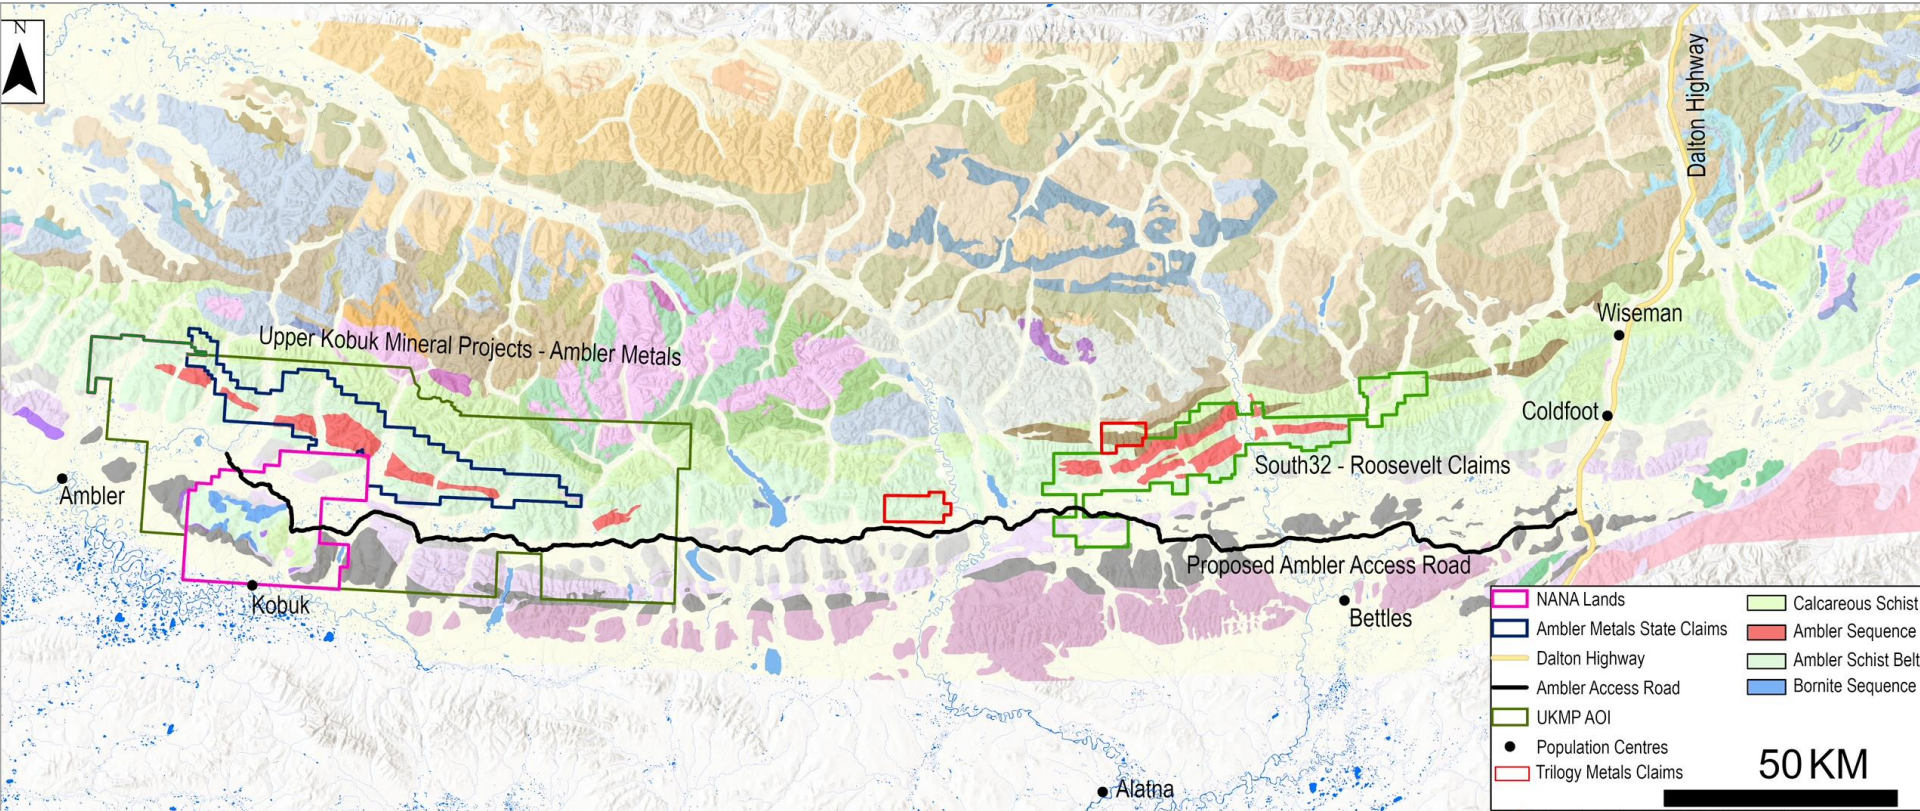 N
Dalton Highway
Wiseman
Upper Kobuk Mineral Projects - Ambler Metals
Coldfoot
South32 - Roosevelt Claims
Ambler
Proposed Ambler Access Road
Kobuk
Bettles
Alatna
NANA Lands
Ambler Metals State Claims
Dalton Highway
Ambler Access Road
UKMP AOI
Population Centres
Trilogy Metals Claims
Calcareous Schist
Ambler Sequence
Ambler Schist Belt
Bornite Sequence
50 KM